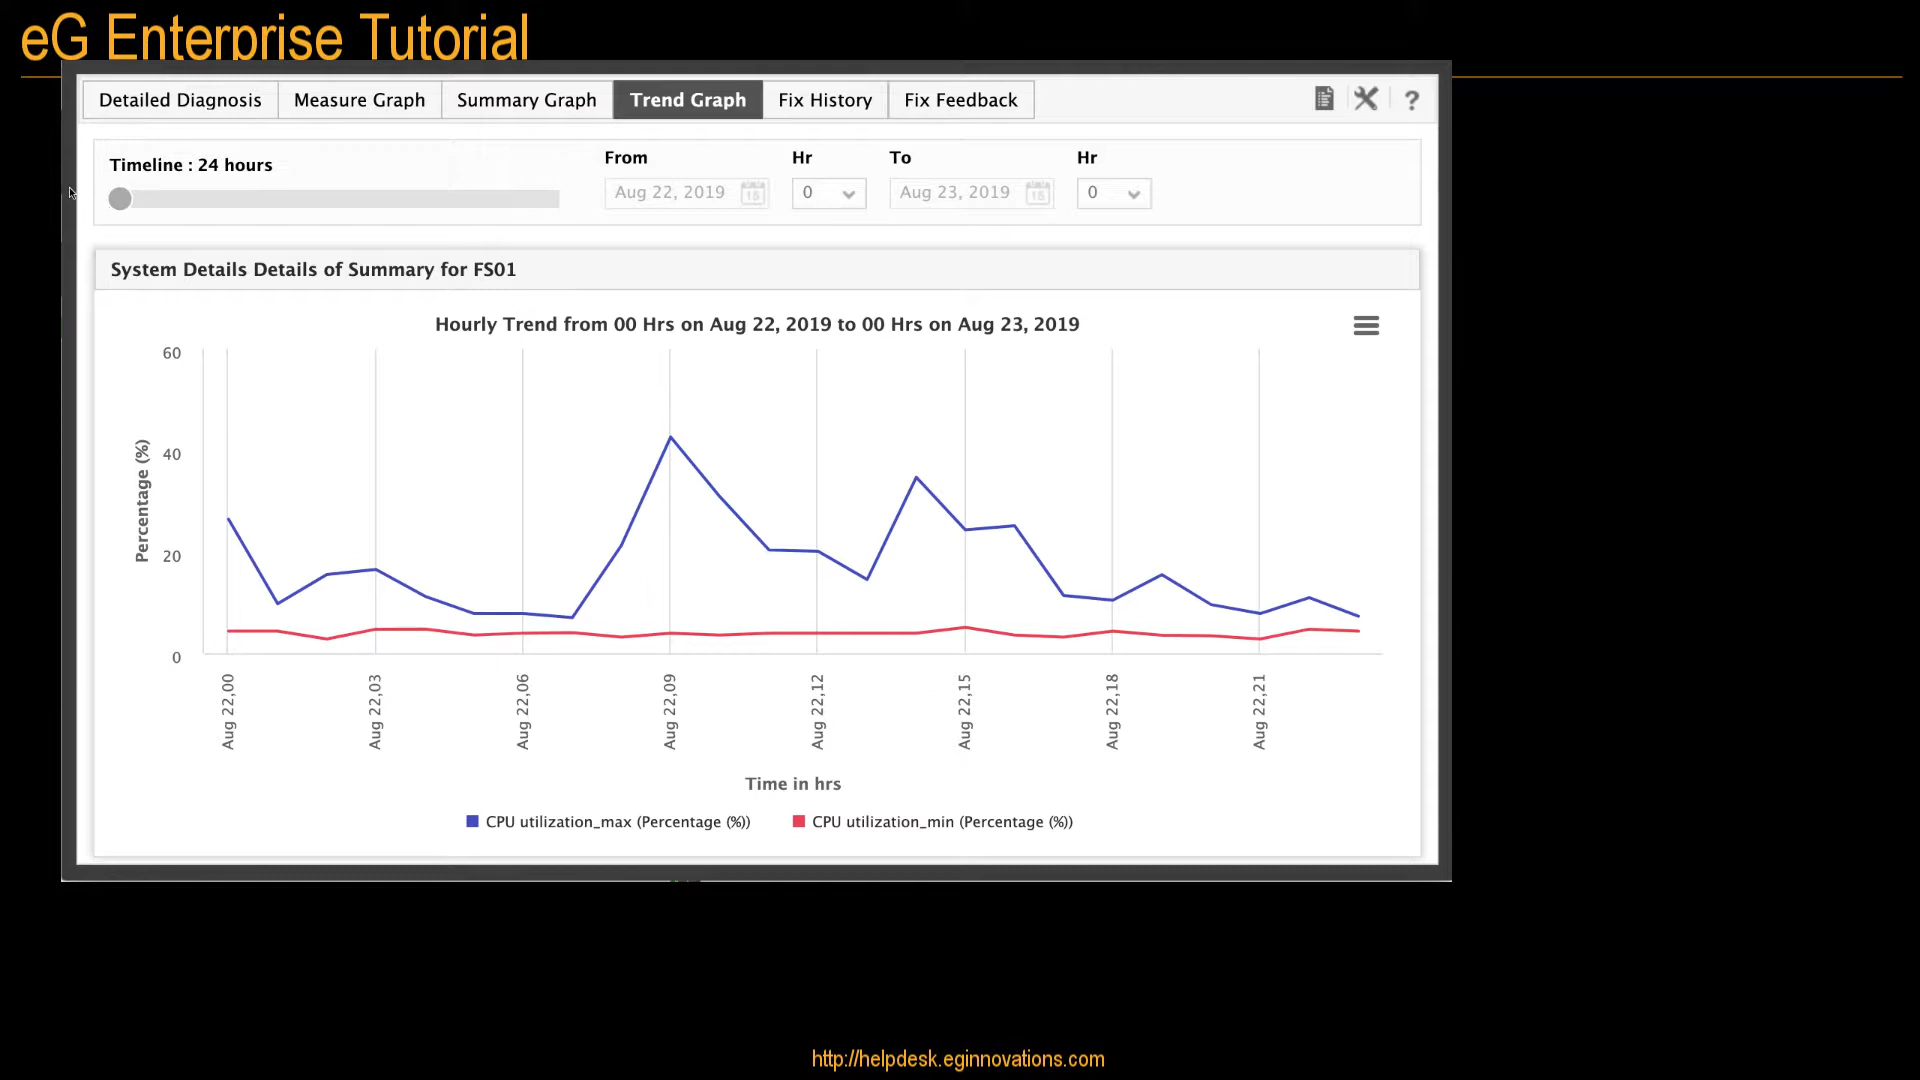 eG Enterprise Tutorial
Detailed Diagnosis Measure Graph Summary Graph Trend Graph Fix History Fix Feedback ?
Timeline : 24 hours
From Hr To Hr
Aug 22, 2019 15 0 Aug 23, 2019 15 0
System Details Details of Summary for FS01
Hourly Trend from 00 Hrs on Aug 22, 2019 to 00 Hrs on Aug 23, 2019
60
40
20
0
Percentage (%)
Aug 22,00 Aug 22,03 Aug 22,06 Aug 22,09 Aug 22,12 Aug 22,15 Aug 22,18 Aug 22,21
Time in hrs
CPU utilization_max (Percentage (%)) CPU utilization_min (Percentage (%))
http://helpdesk.eginnovations.com